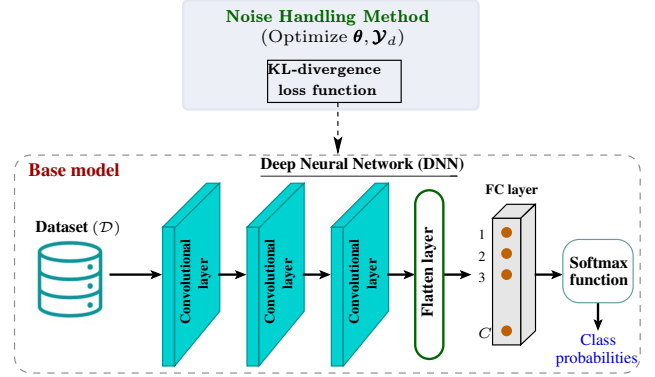 Noise Handling Method
(Optimize 𝜽, 𝓨_d)
KL-divergence
loss function
Deep Neural Network (DNN)
Base model
FC layer
Dataset (𝒟)
Convolutional
layer
Convolutional
layer
Convolutional
layer
Flatten layer
1
2
3
C
Softmax
function
Class
probabilities